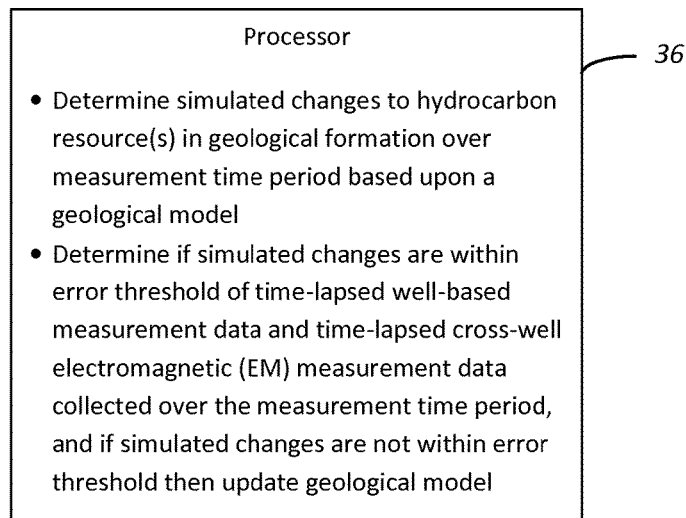 Processor
36
• Determine simulated changes to hydrocarbon
resource(s) in geological formation over
measurement time period based upon a
geological model
• Determine if simulated changes are within
error threshold of time-lapsed well-based
measurement data and time-lapsed cross-well
electromagnetic (EM) measurement data
collected over the measurement time period,
and if simulated changes are not within error
threshold then update geological model